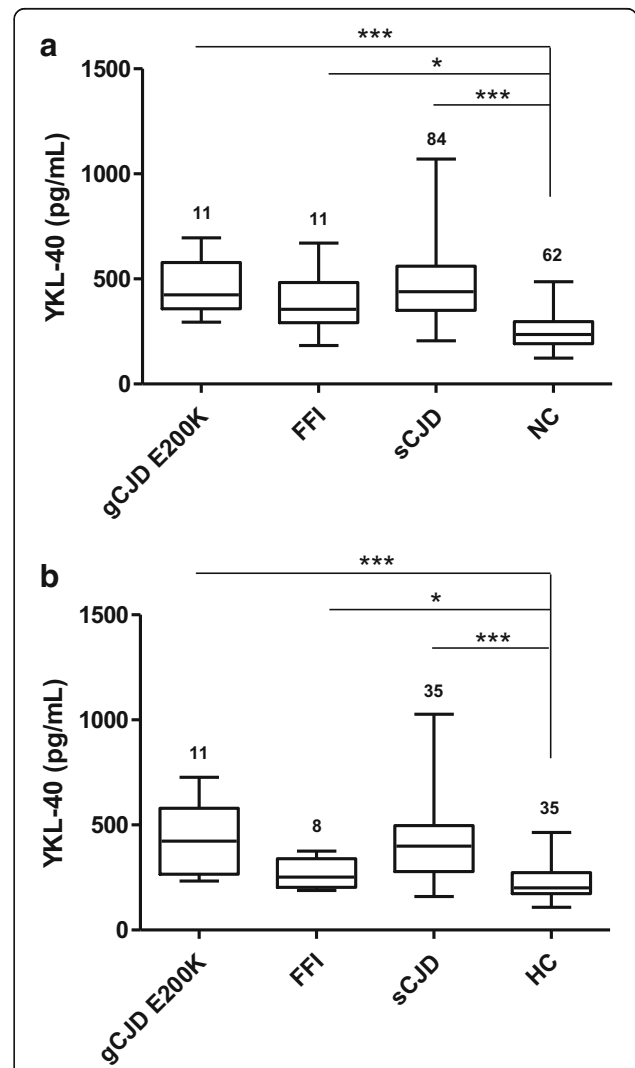 a
***
*
***
1500
1000
500
0
YKL-40 (pg/mL)
11
11
84
62
gCJD E200K
FFI
sCJD
NC
b
***
*
***
1500
1000
500
0
YKL-40 (pg/mL)
11
8
35
35
gCJD E200K
FFI
sCJD
HC